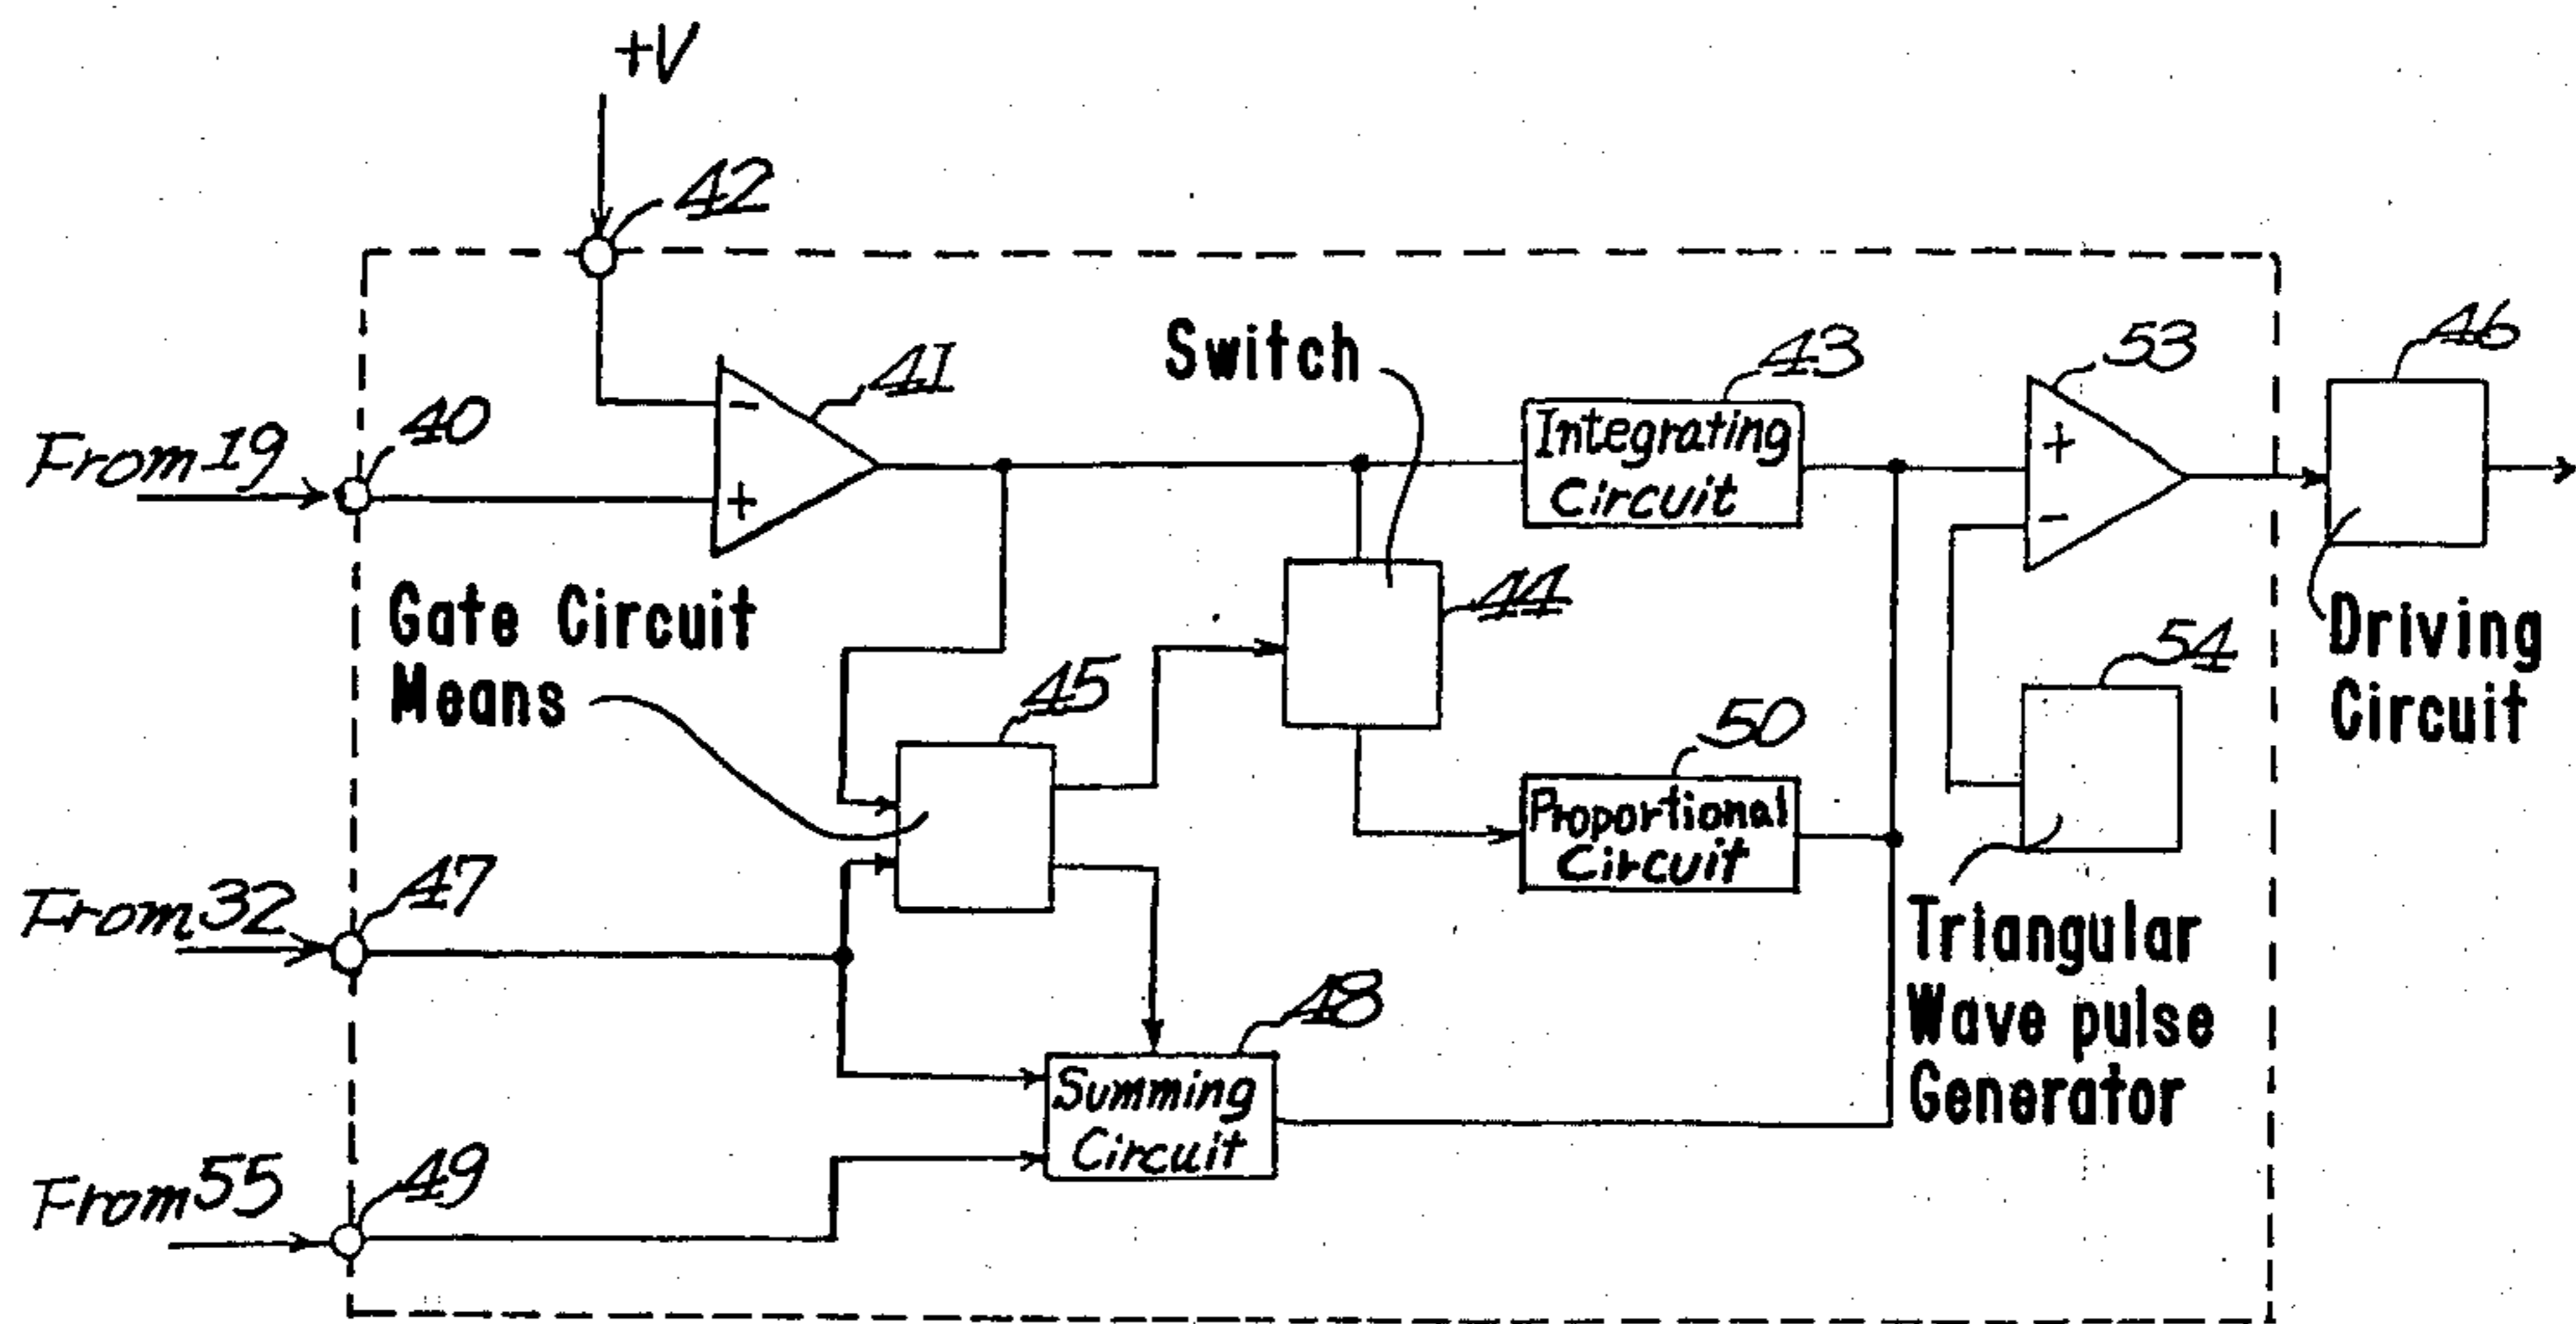 +V
42
41
Switch
43
53
46
40
From 19
-
+
Integrating
Circuit
+
-
Gate Circuit
Means
44
Driving
Circuit
54
45
50
Proportional
Circuit
47
From 32
Triangular
Wave pulse
Generator
48
Summing
Circuit
49
From 55